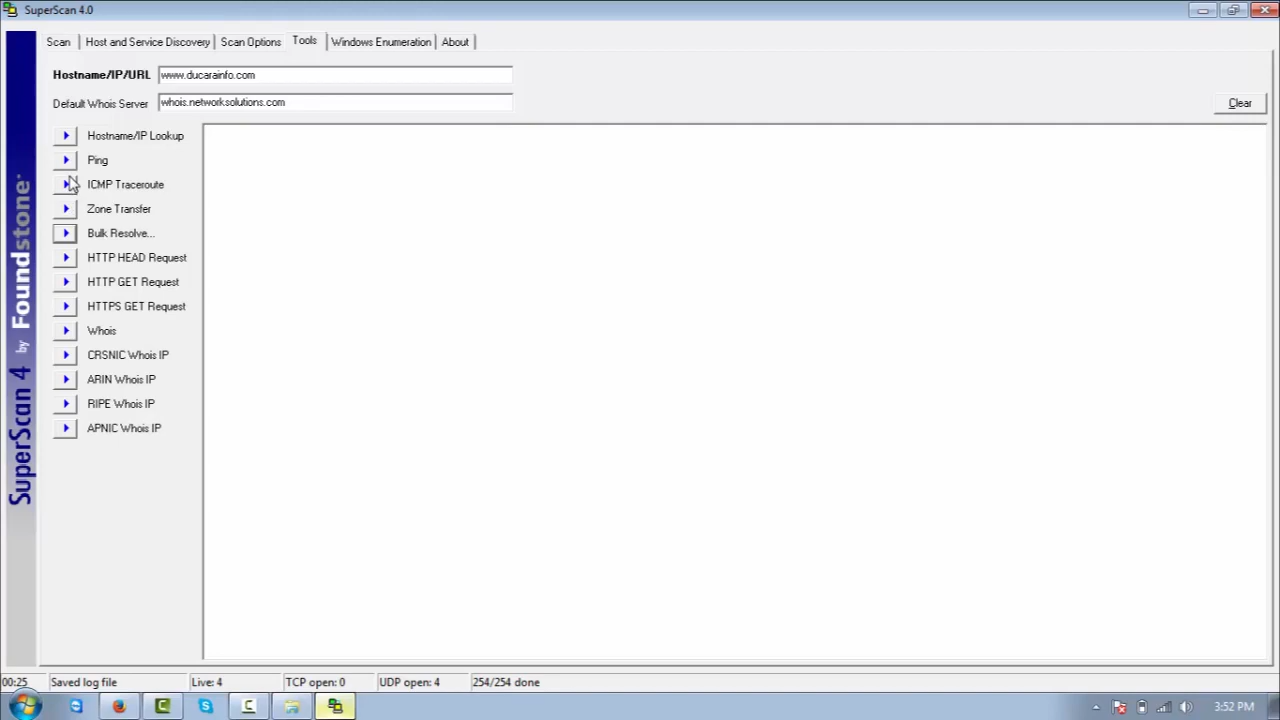 SuperScan 4.0
Scan
Host and Service Discovery
Scan Options
Tools
Windows Enumeration
About
Hostname/IP/URL
www.ducarainfo.com
Default Whois Server
whois.networksolutions.com
Clear
Hostname/IP Lookup
Ping
ICMP Traceroute
Zone Transfer
Bulk Resolve...
HTTP HEAD Request
HTTP GET Request
HTTPS GET Request
Whois
CRSNIC Whois IP
ARIN Whois IP
RIPE Whois IP
APNIC Whois IP
SuperScan 4 by Foundstone
00:25
Saved log file
Live: 4
TCP open: 0
UDP open: 4
254/254 done
3:52 PM